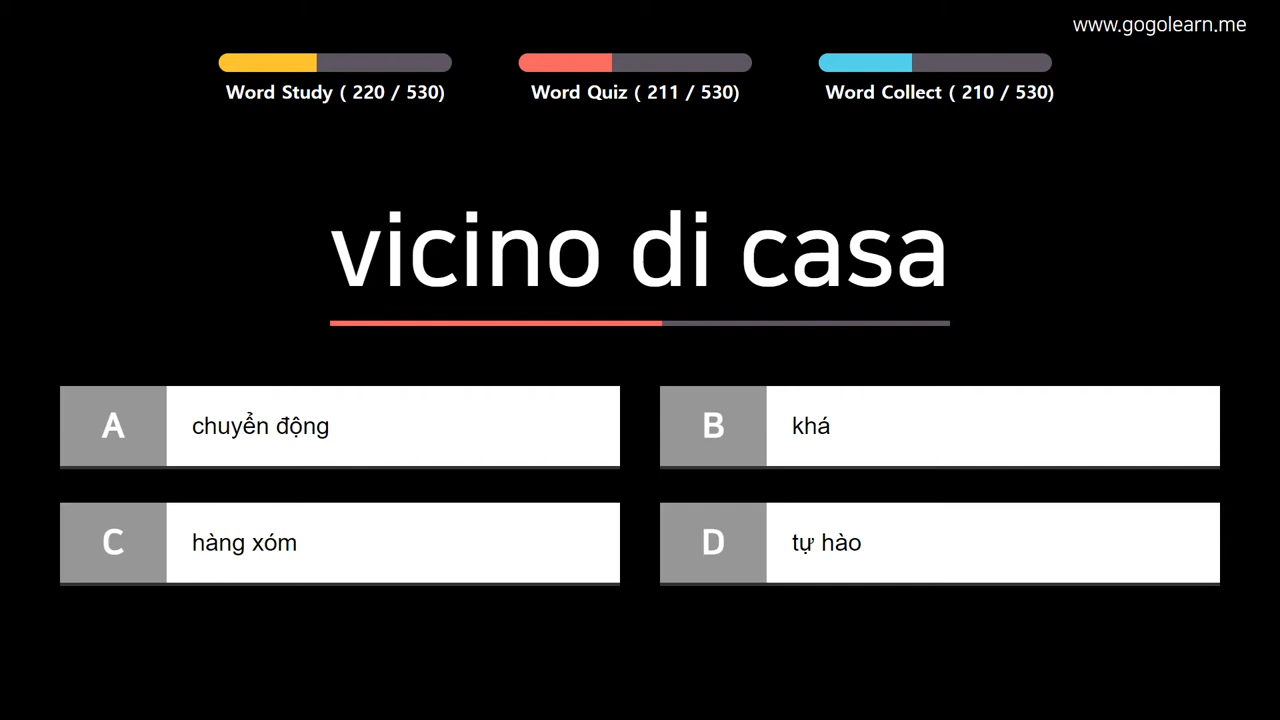 www.gogolearn.me
Word Study ( 220 / 530)
Word Quiz ( 211 / 530)
Word Collect ( 210 / 530)
vicino di casa
A
chuyển động
B
khá
C
hàng xóm
D
tự hào